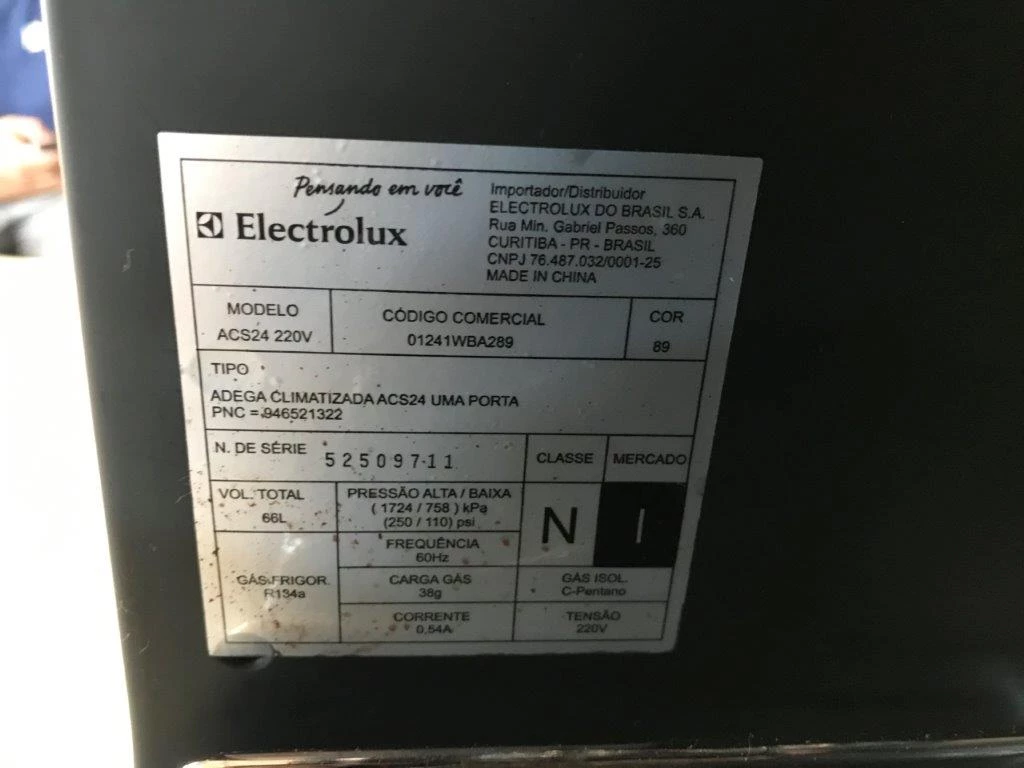 Pensando em você
Electrolux
Importador/Distribuidor
ELECTROLUX DO BRASIL S.A.
Rua Min. Gabriel Passos, 360
CURITIBA - PR - BRASIL
CNPJ 76.487.032/0001-25
MADE IN CHINA
MODELO
ACS24 220V
CÓDIGO COMERCIAL
01241WBA289
COR
89
TIPO
ADEGA CLIMATIZADA ACS24 UMA PORTA
PNC = 946521322
N. DE SÉRIE 52509711
CLASSE
N
MERCADO
I
VOL. TOTAL
66L
PRESSÃO ALTA / BAIXA
( 1724 / 758 ) kPa
(250 / 110) psi
FREQUÊNCIA
60Hz
GÁS FRIGOR.
R134a
CARGA GÁS
38g
GÁS ISOL.
C-Pentano
CORRENTE
0,54A
TENSÃO
220V